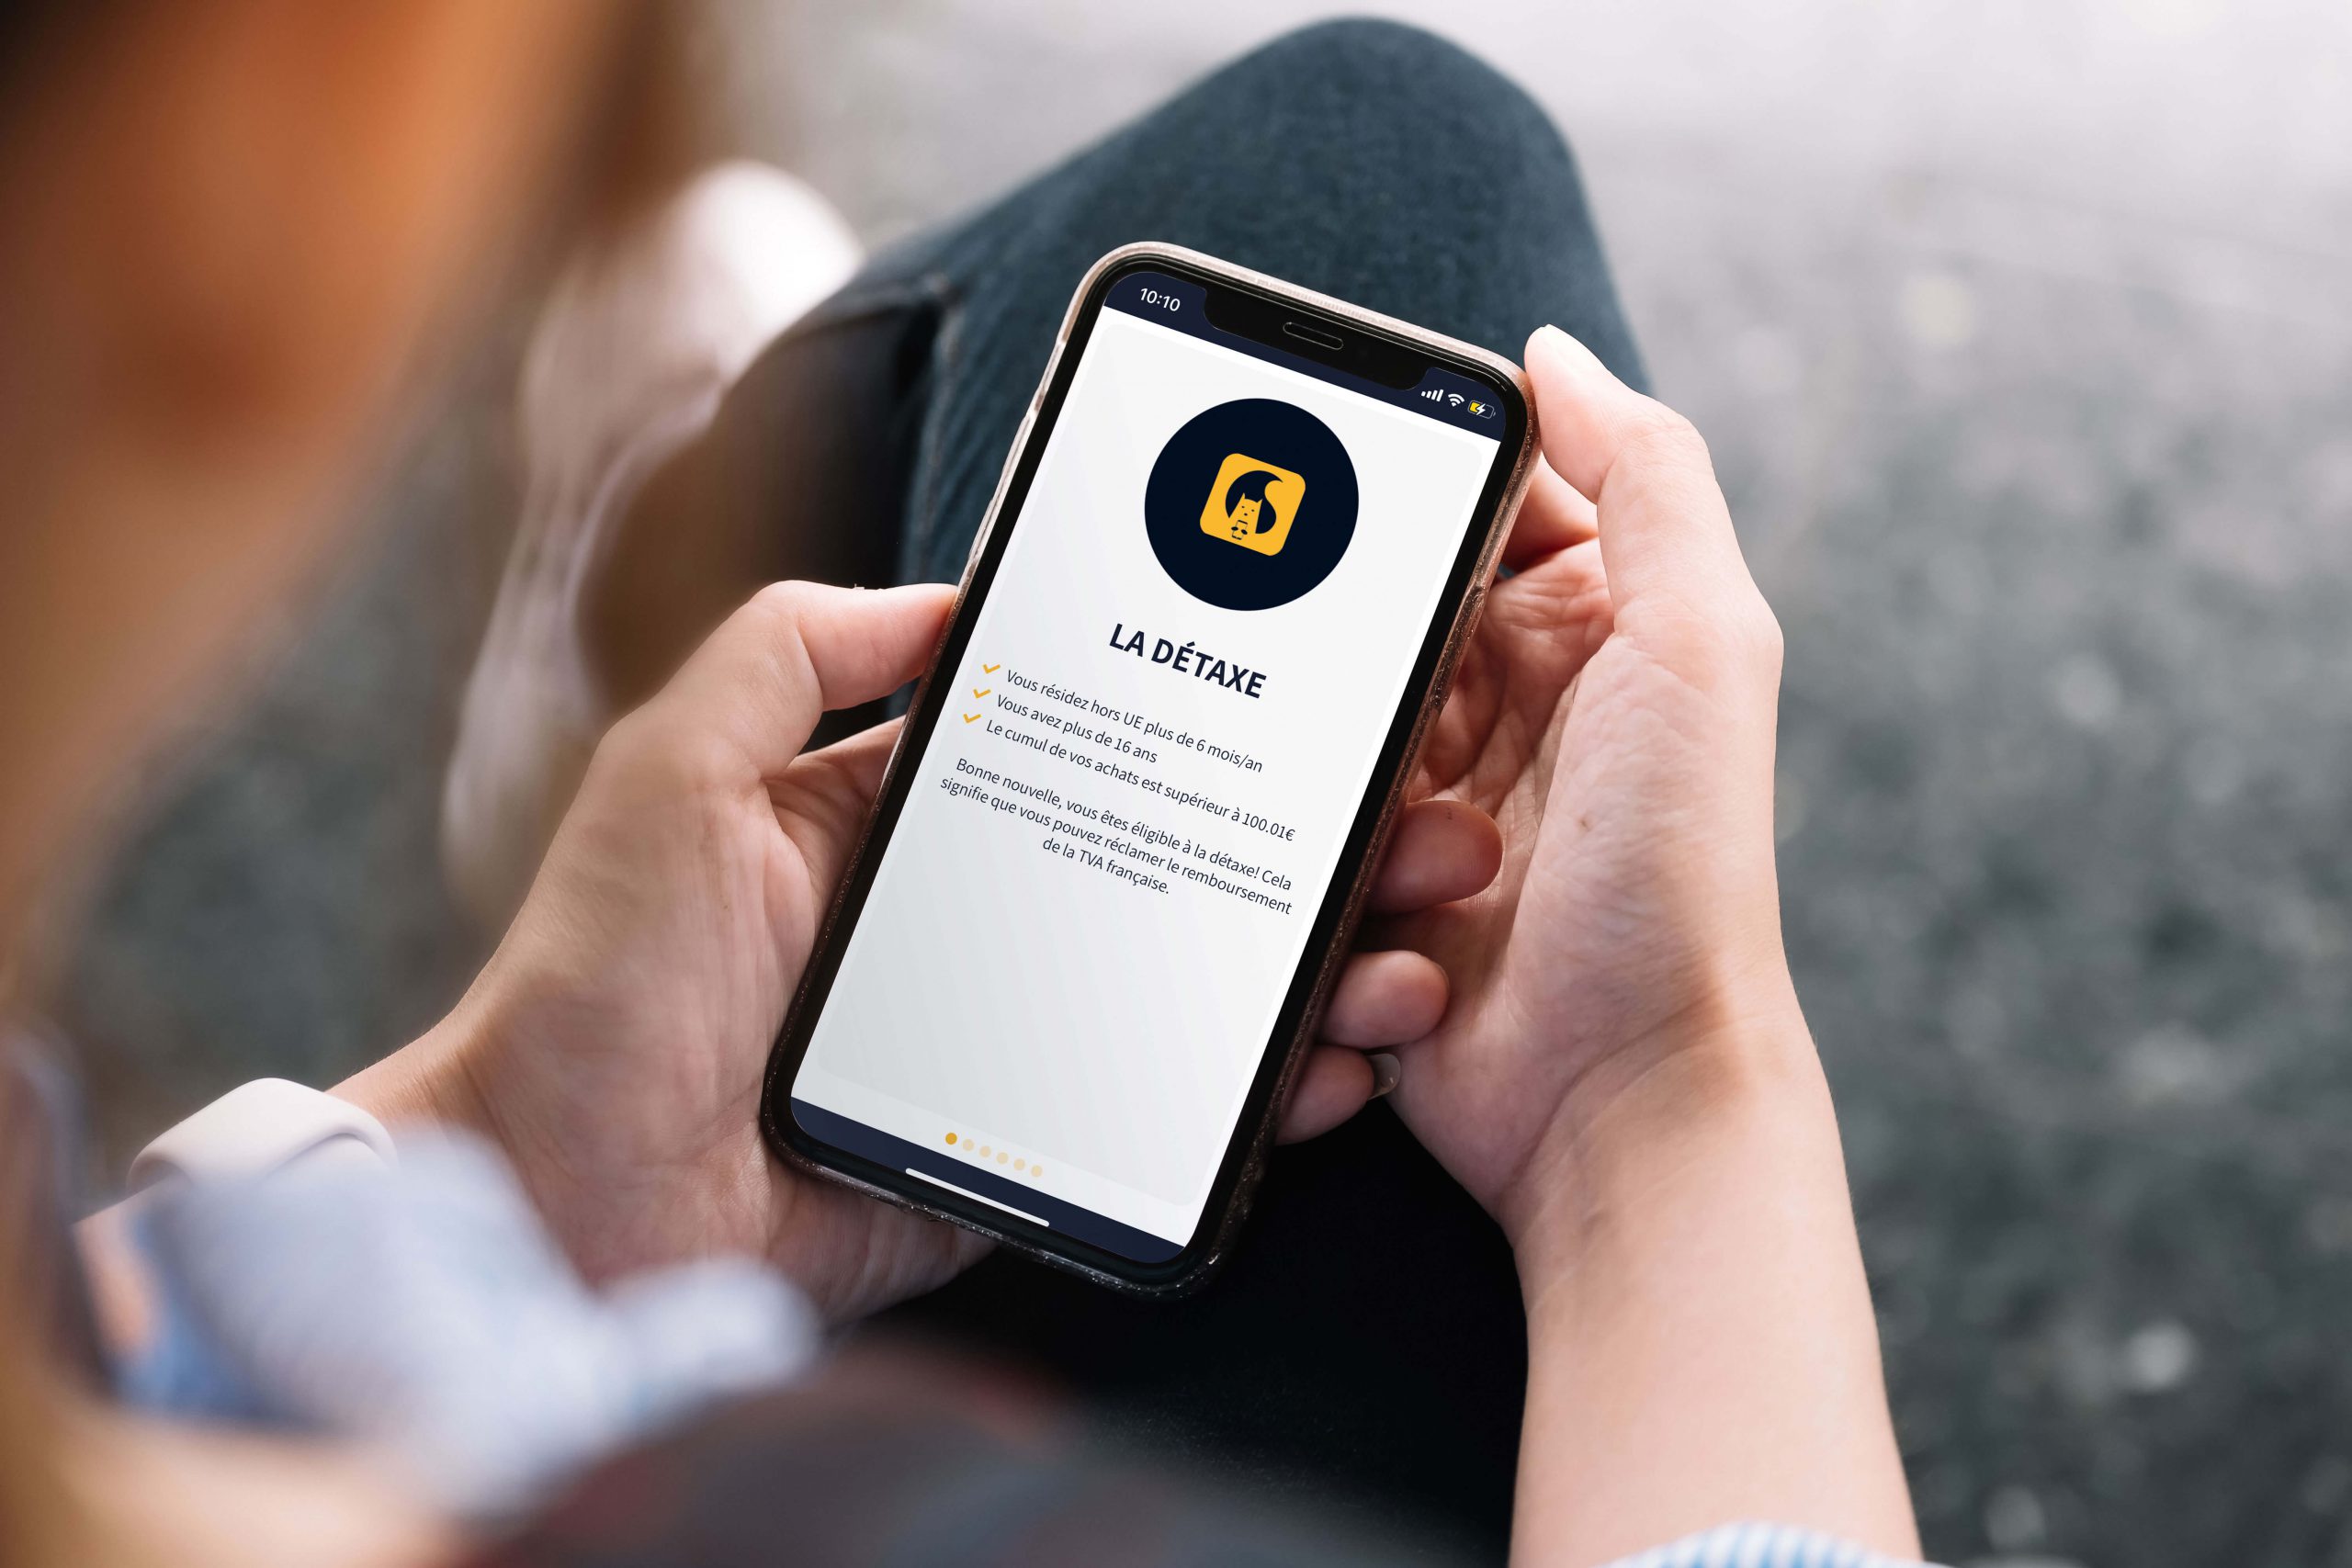 10:10
LA DÉTAXE
Vous résidez hors UE plus de 6 mois/an
Vous avez plus de 16 ans
Le cumul de vos achats est supérieur à 100.01€
Bonne nouvelle, vous êtes éligible à la détaxe! Cela
signifie que vous pouvez réclamer le remboursement
de la TVA française.